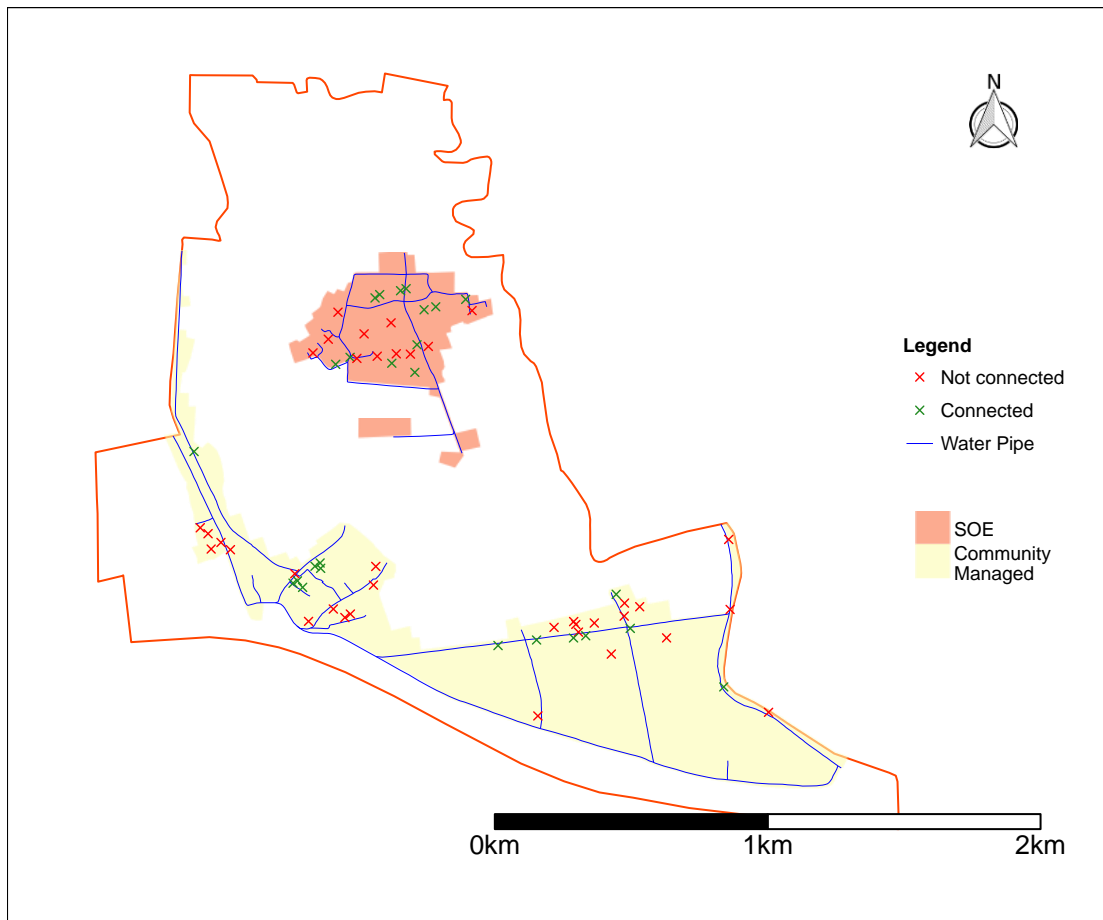 N
Legend
Not connected
Connected
Water Pipe
SOE
Community
Managed
0km 1km 2km